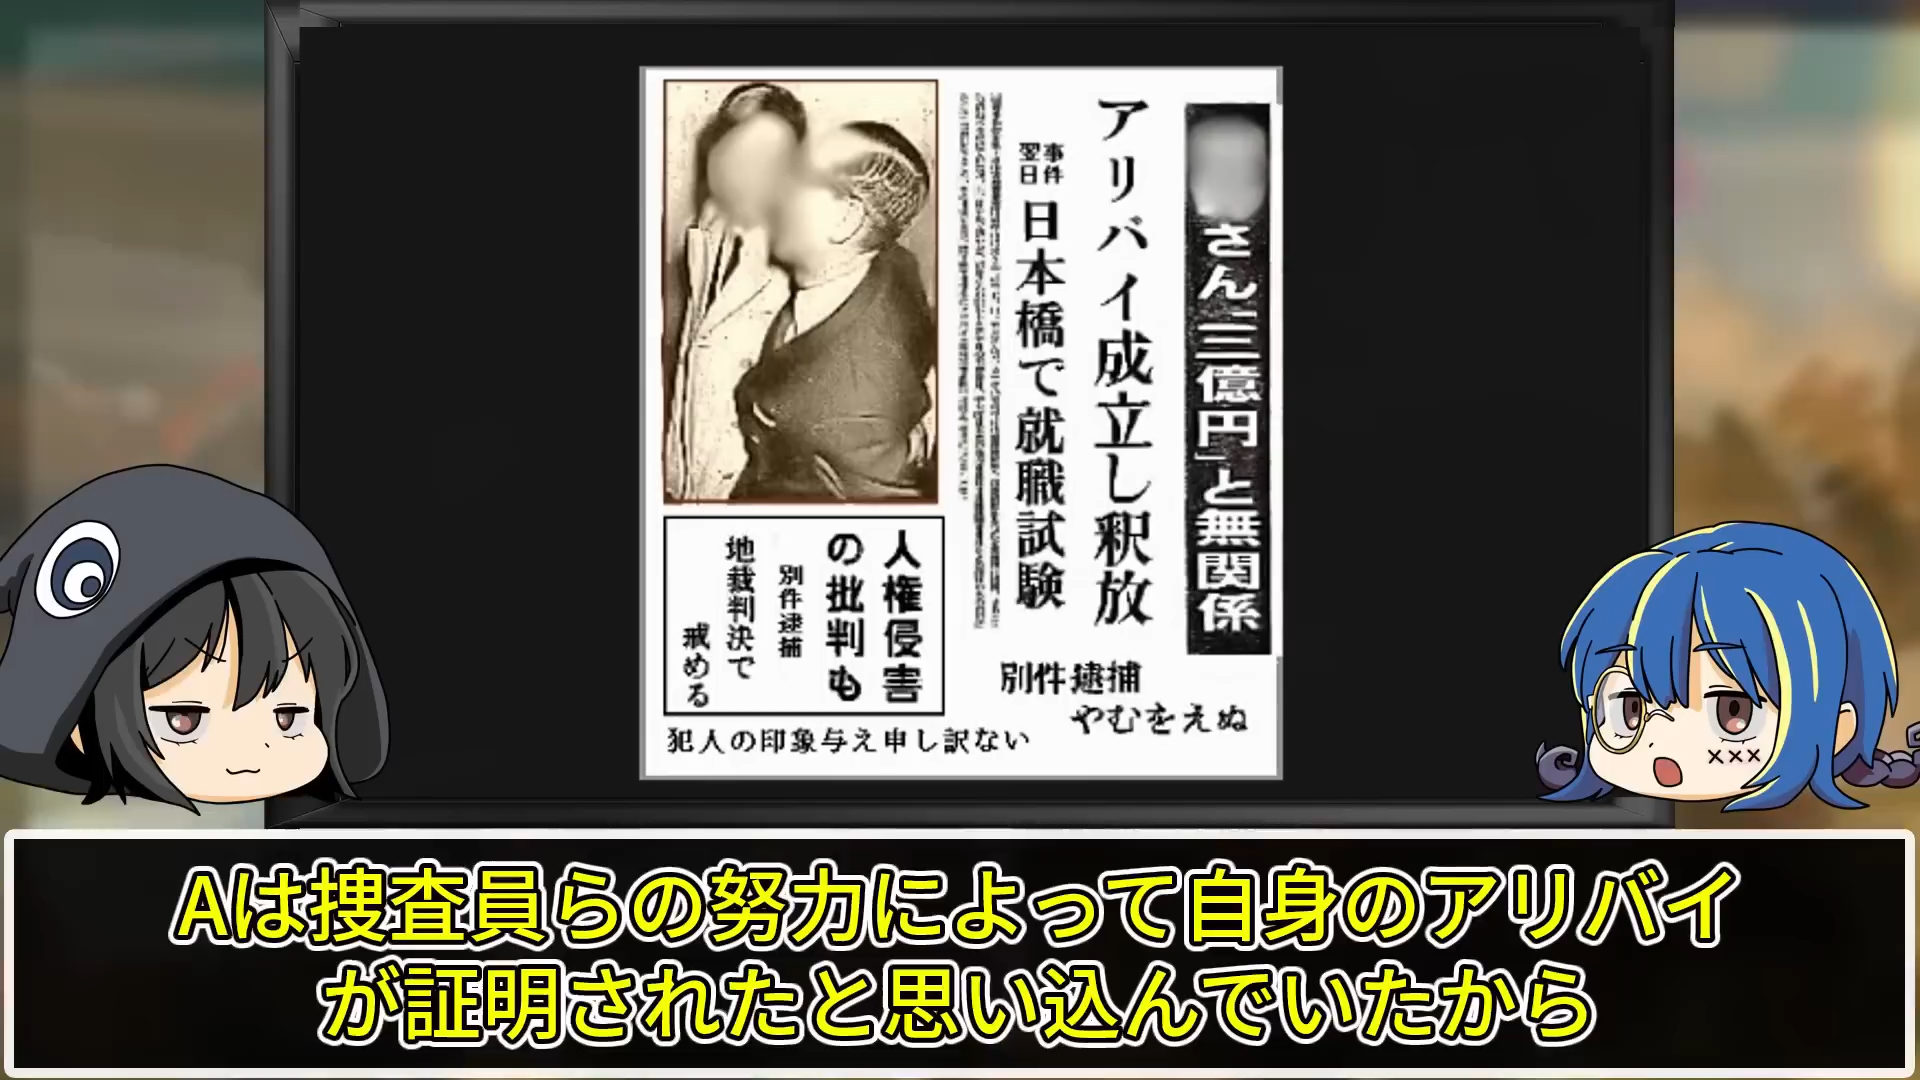 さん「三億円」と無関係
アリバイ成立し釈放
事件翌日
日本橋で就職試験
別件逮捕
やむをえぬ
人権侵害
の批判も
別件逮捕
地裁判決で
戒める
犯人の印象与え申し訳ない
Aは捜査員らの努力によって自身のアリバイ
が証明されたと思い込んでいたから